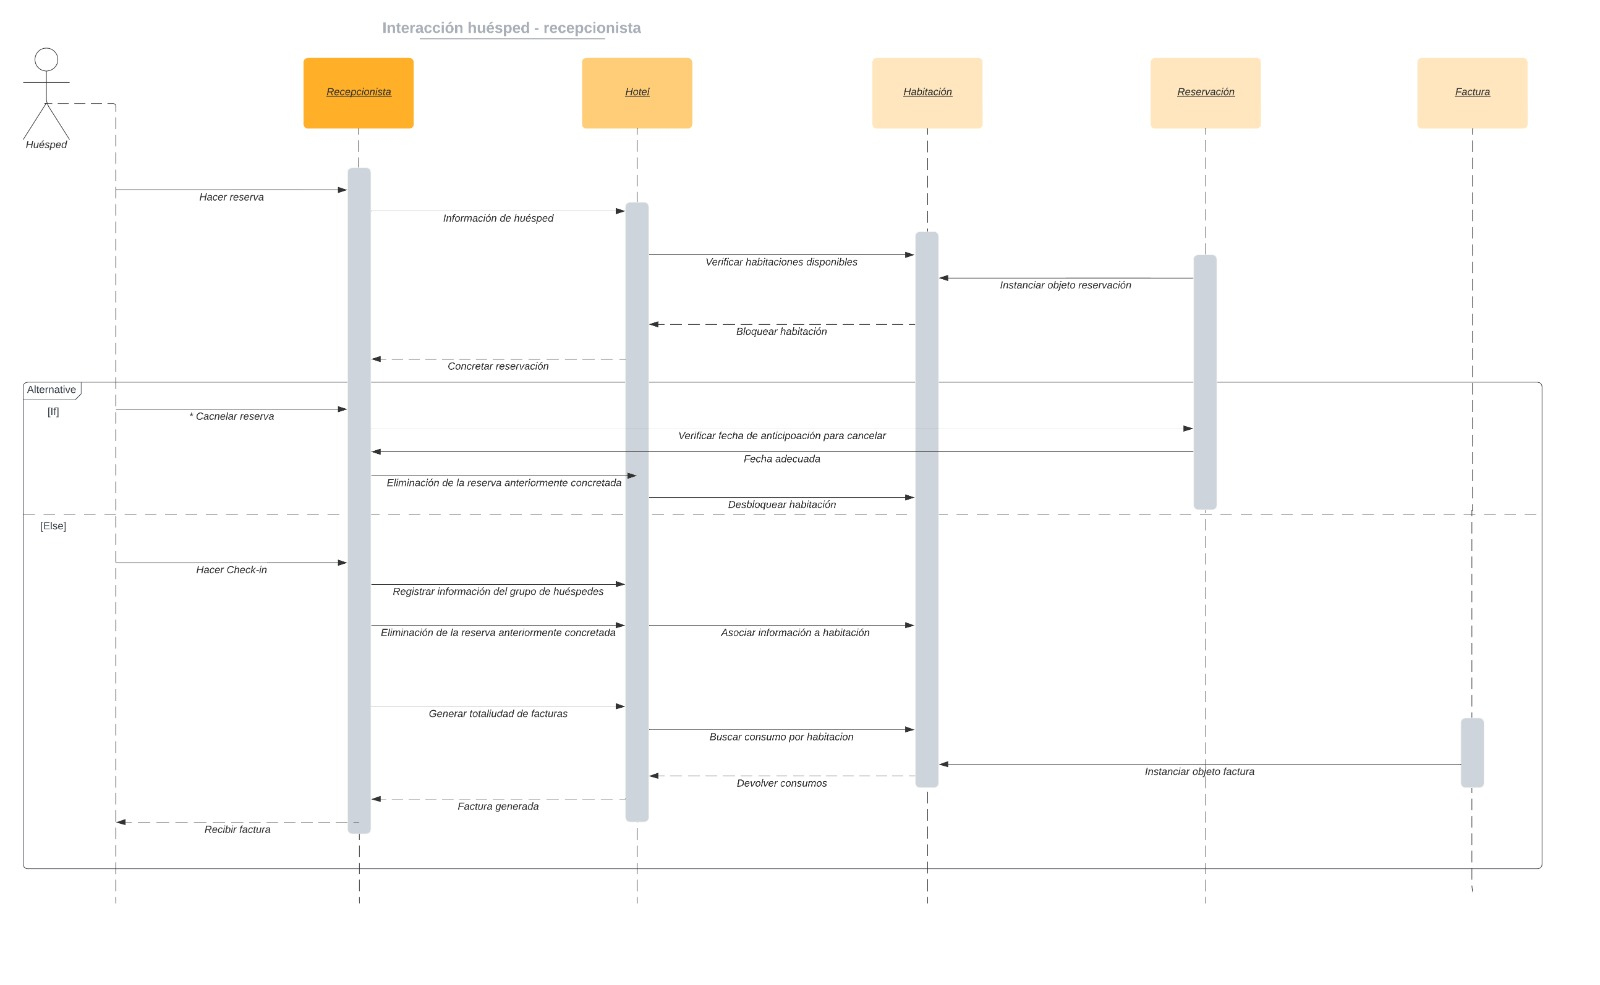 Interacción huésped - recepcionista
Recepcionista
Hotel
Habitación
Reservación
Factura
Huésped
Hacer reserva
Información de huésped
Verificar habitaciones disponibles
Instanciar objeto reservación
Bloquear habitación
Concretar reservación
Alternative
[If]
* Cacnelar reserva
Verificar fecha de anticipoación para cancelar
Fecha adecuada
Eliminación de la reserva anteriormente concretada
Desbloquear habitación
[Else]
Hacer Check-in
Registrar información del grupo de huéspedes
Eliminación de la reserva anteriormente concretada
Asociar información a habitación
Generar totaliudad de facturas
Buscar consumo por habitacion
Instanciar objeto factura
Devolver consumos
Factura generada
Recibir factura